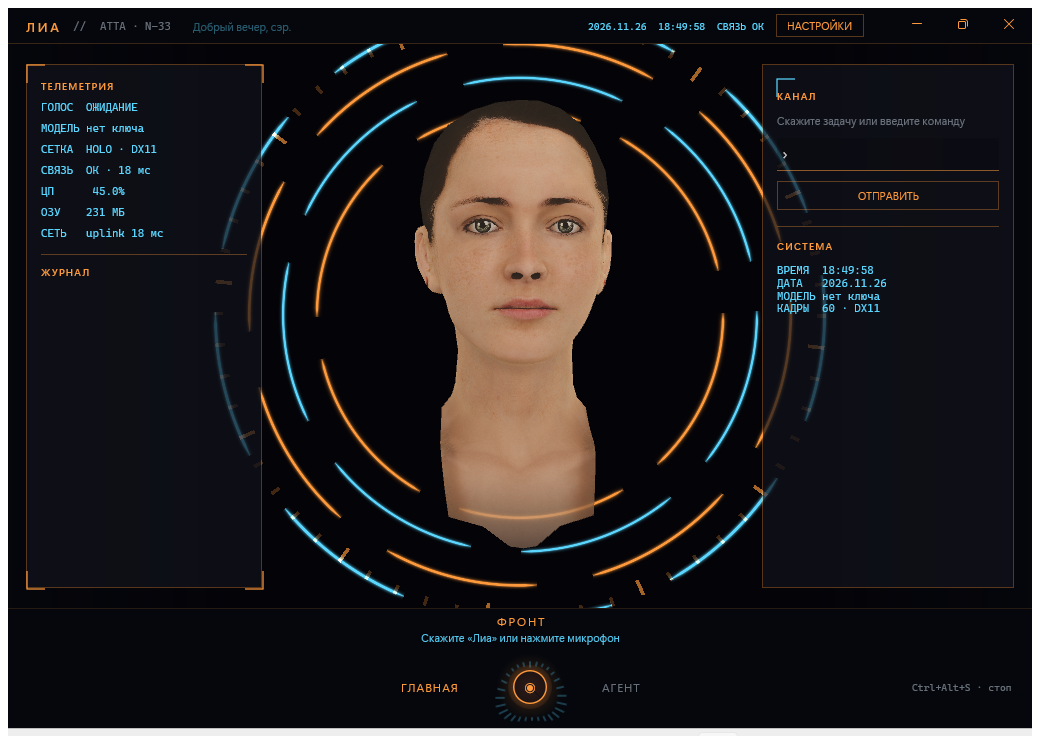 ЛИА // ATTA · N—33 Добрый вечер, сэр. 2026.11.26 18:49:58 СВЯЗЬ ОК НАСТРОЙКИ
ТЕЛЕМЕТРИЯ
ГОЛОС ОЖИДАНИЕ
МОДЕЛЬ нет ключа
СЕТКА HOLO · DX11
СВЯЗЬ ОК · 18 мс
ЦП 45.0%
ОЗУ 231 МБ
СЕТЬ uplink 18 мс
ЖУРНАЛ
КАНАЛ
Скажите задачу или введите команду
›
ОТПРАВИТЬ
СИСТЕМА
ВРЕМЯ 18:49:58
ДАТА 2026.11.26
МОДЕЛЬ нет ключа
КАДРЫ 60 · DX11
ФРОНТ
Скажите «Лиа» или нажмите микрофон
ГЛАВНАЯ АГЕНТ Ctrl+Alt+S · стоп